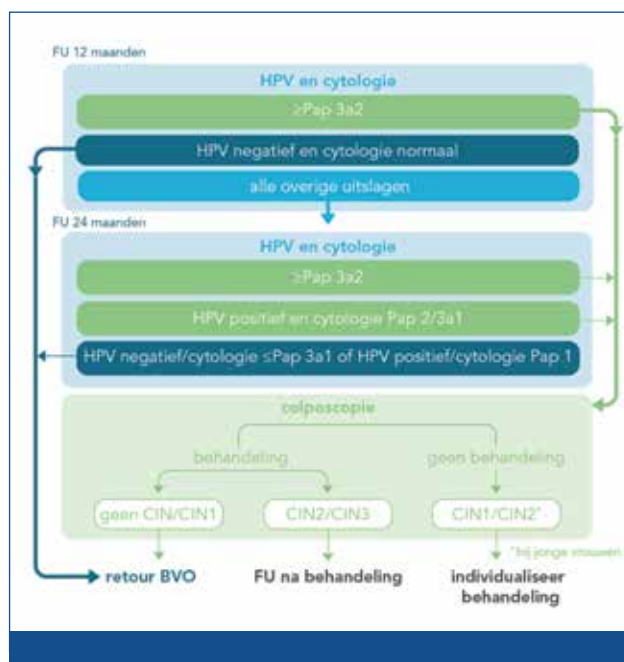 FU 12 maanden
HPV en cytologie
≥Pap 3a2
HPV negatief en cytologie normaal
alle overige uitslagen
FU 24 maanden
HPV en cytologie
≥Pap 3a2
HPV positief en cytologie Pap 2/3a1
HPV negatief/cytologie ≤Pap 3a1 of HPV positief/cytologie Pap 1
colposcopie
behandeling geen behandeling
geen CIN/CIN1 CIN2/CIN3 CIN1/CIN2*
*bij jonge vrouwen
retour BVO FU na behandeling individualiseer
behandeling